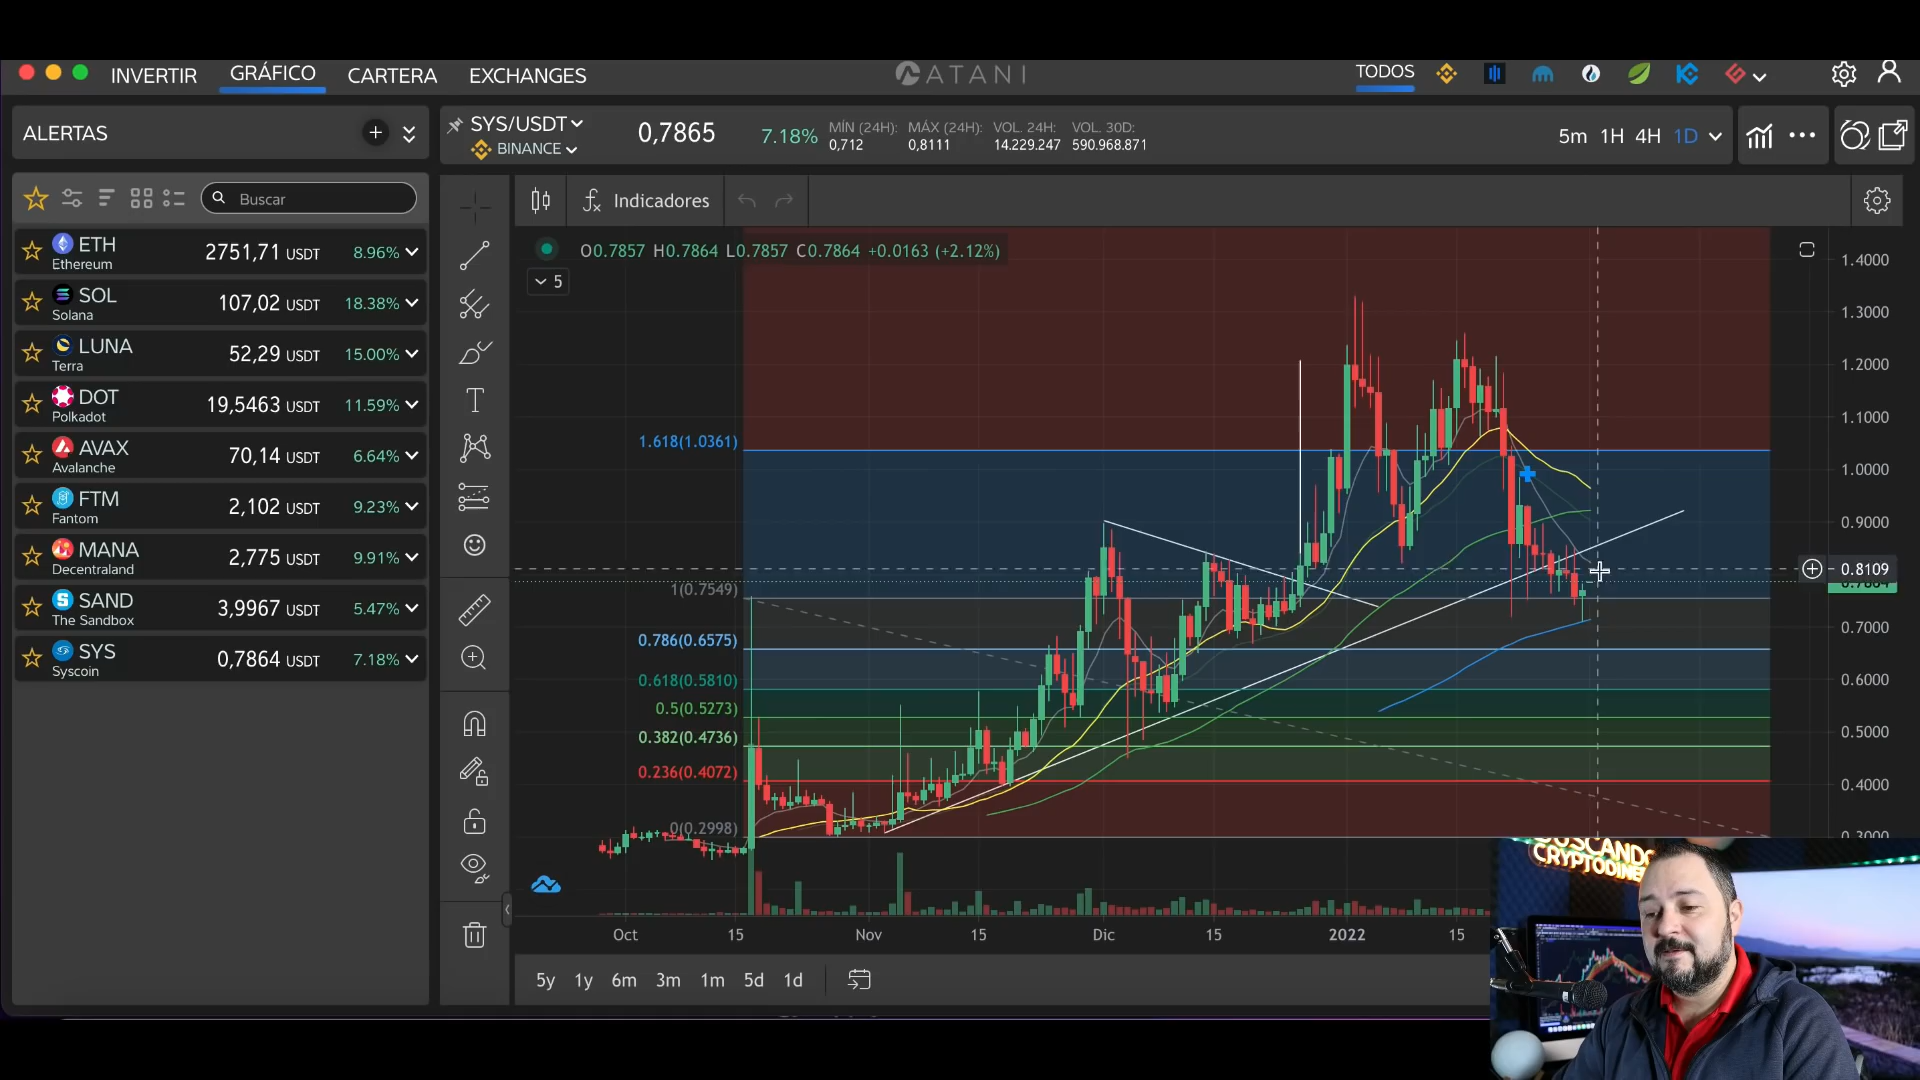 INVERTIR GRÁFICO CARTERA EXCHANGES ATANI TODOS
ALERTAS
SYS/USDT 0,7865 7.18% MÍN (24H): MÁX (24H): VOL. 24H: VOL. 30D:
BINANCE 0,712 0,8111 14.229.247 590.968.871
5m 1H 4H 1D
Buscar
Indicadores
ETH 2751,71 USDT 8.96%
Ethereum
SOL 107,02 USDT 18.38%
Solana
LUNA 52,29 USDT 15.00%
Terra
DOT 19,5463 USDT 11.59%
Polkadot
AVAX 70,14 USDT 6.64%
Avalanche
FTM 2,102 USDT 9.23%
Fantom
MANA 2,775 USDT 9.91%
Decentraland
SAND 3,9967 USDT 5.47%
The Sandbox
SYS 0,7864 USDT 7.18%
Syscoin
O0.7857 H0.7864 L0.7857 C0.7864 +0.0163 (+2.12%)
5
1.618(1.0361)
1(0.7549)
0.786(0.6575)
0.618(0.5810)
0.5(0.5273)
0.382(0.4736)
0.236(0.4072)
0(0.2998)
1.4000
1.3000
1.2000
1.1000
1.0000
0.9000
0.8109
0.7000
0.6000
0.5000
0.4000
0.3000
Oct 15 Nov 15 Dic 15 2022 15
5y 1y 6m 3m 1m 5d 1d
BUSCANDO
CRYPTODINE